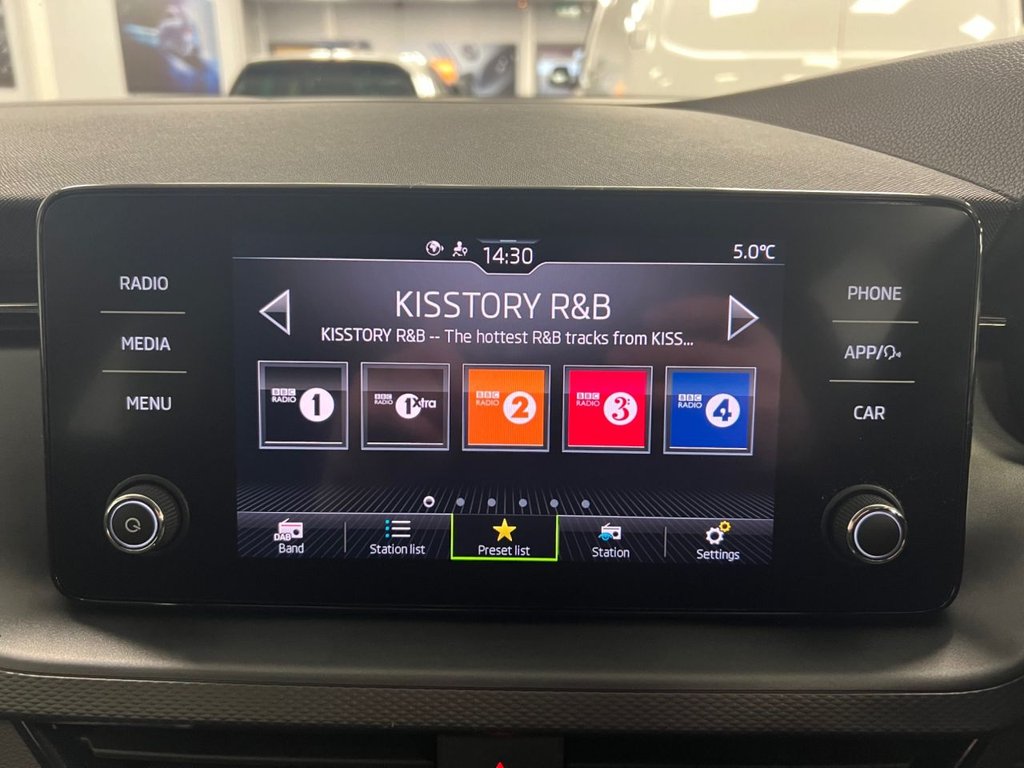 14:30
5.0°C
RADIO
MEDIA
MENU
KISSTORY R&B
KISSTORY R&B -- The hottest R&B tracks from KISS...
BBC RADIO 1
BBC RADIO 1Xtra
BBC RADIO 2
BBC RADIO 3
BBC RADIO 4
DAB
Band
Station list
Preset list
Station
Settings
PHONE
APP/
CAR